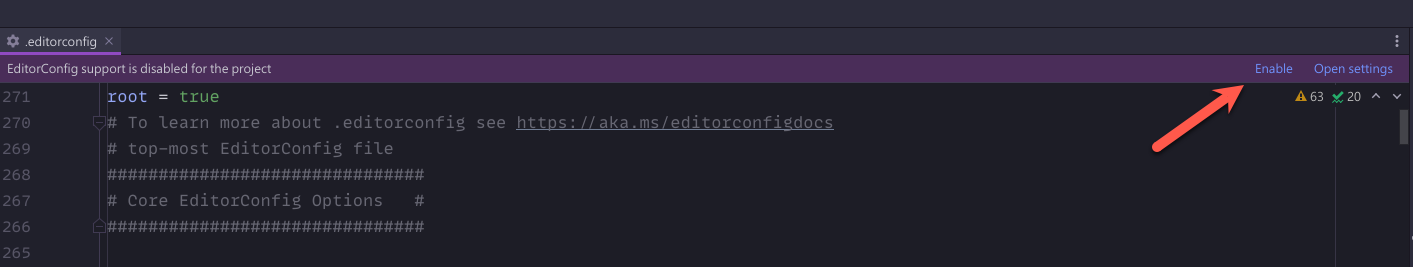 .editorconfig
EditorConfig support is disabled for the project Enable Open settings
271 root = true 63 20
270 # To learn more about .editorconfig see https://aka.ms/editorconfigdocs
269 # top-most EditorConfig file
268 ###############################
267 # Core EditorConfig Options   #
266 ###############################
265